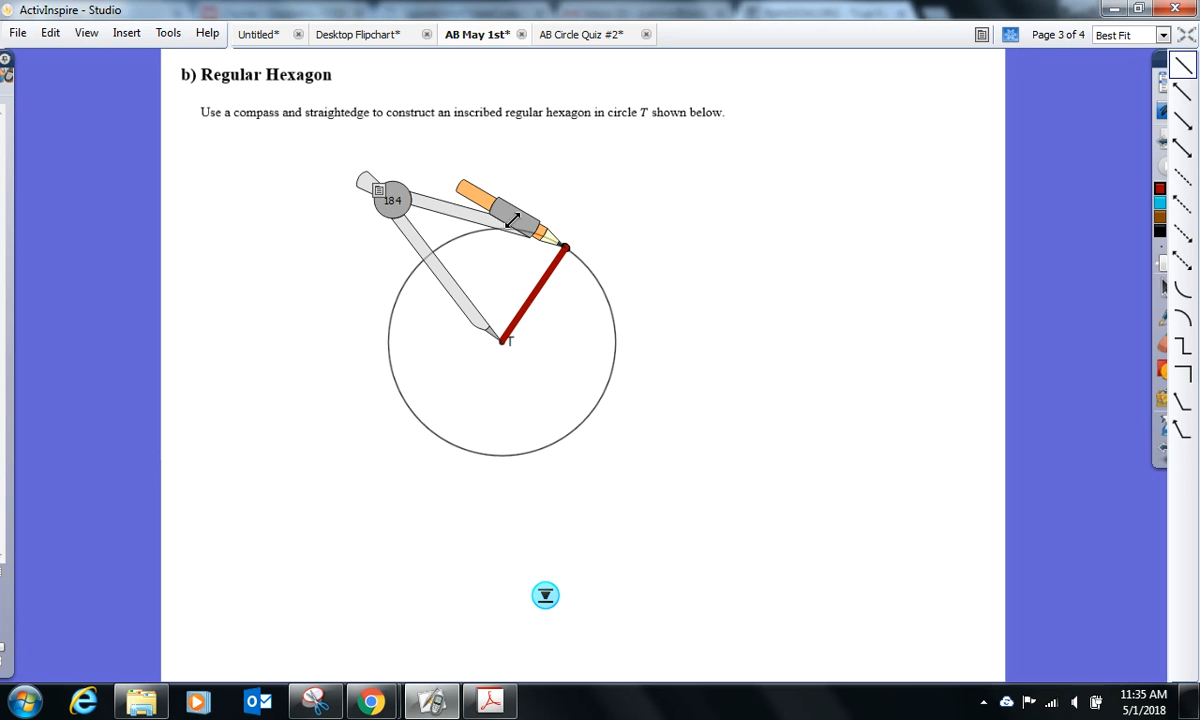 ActivInspire - Studio
File Edit View Insert Tools Help
Untitled* Desktop Flipchart* AB May 1st* AB Circle Quiz #2*
Page 3 of 4 Best Fit
b) Regular Hexagon
Use a compass and straightedge to construct an inscribed regular hexagon in circle T shown below.
184
T
11:35 AM
5/1/2018